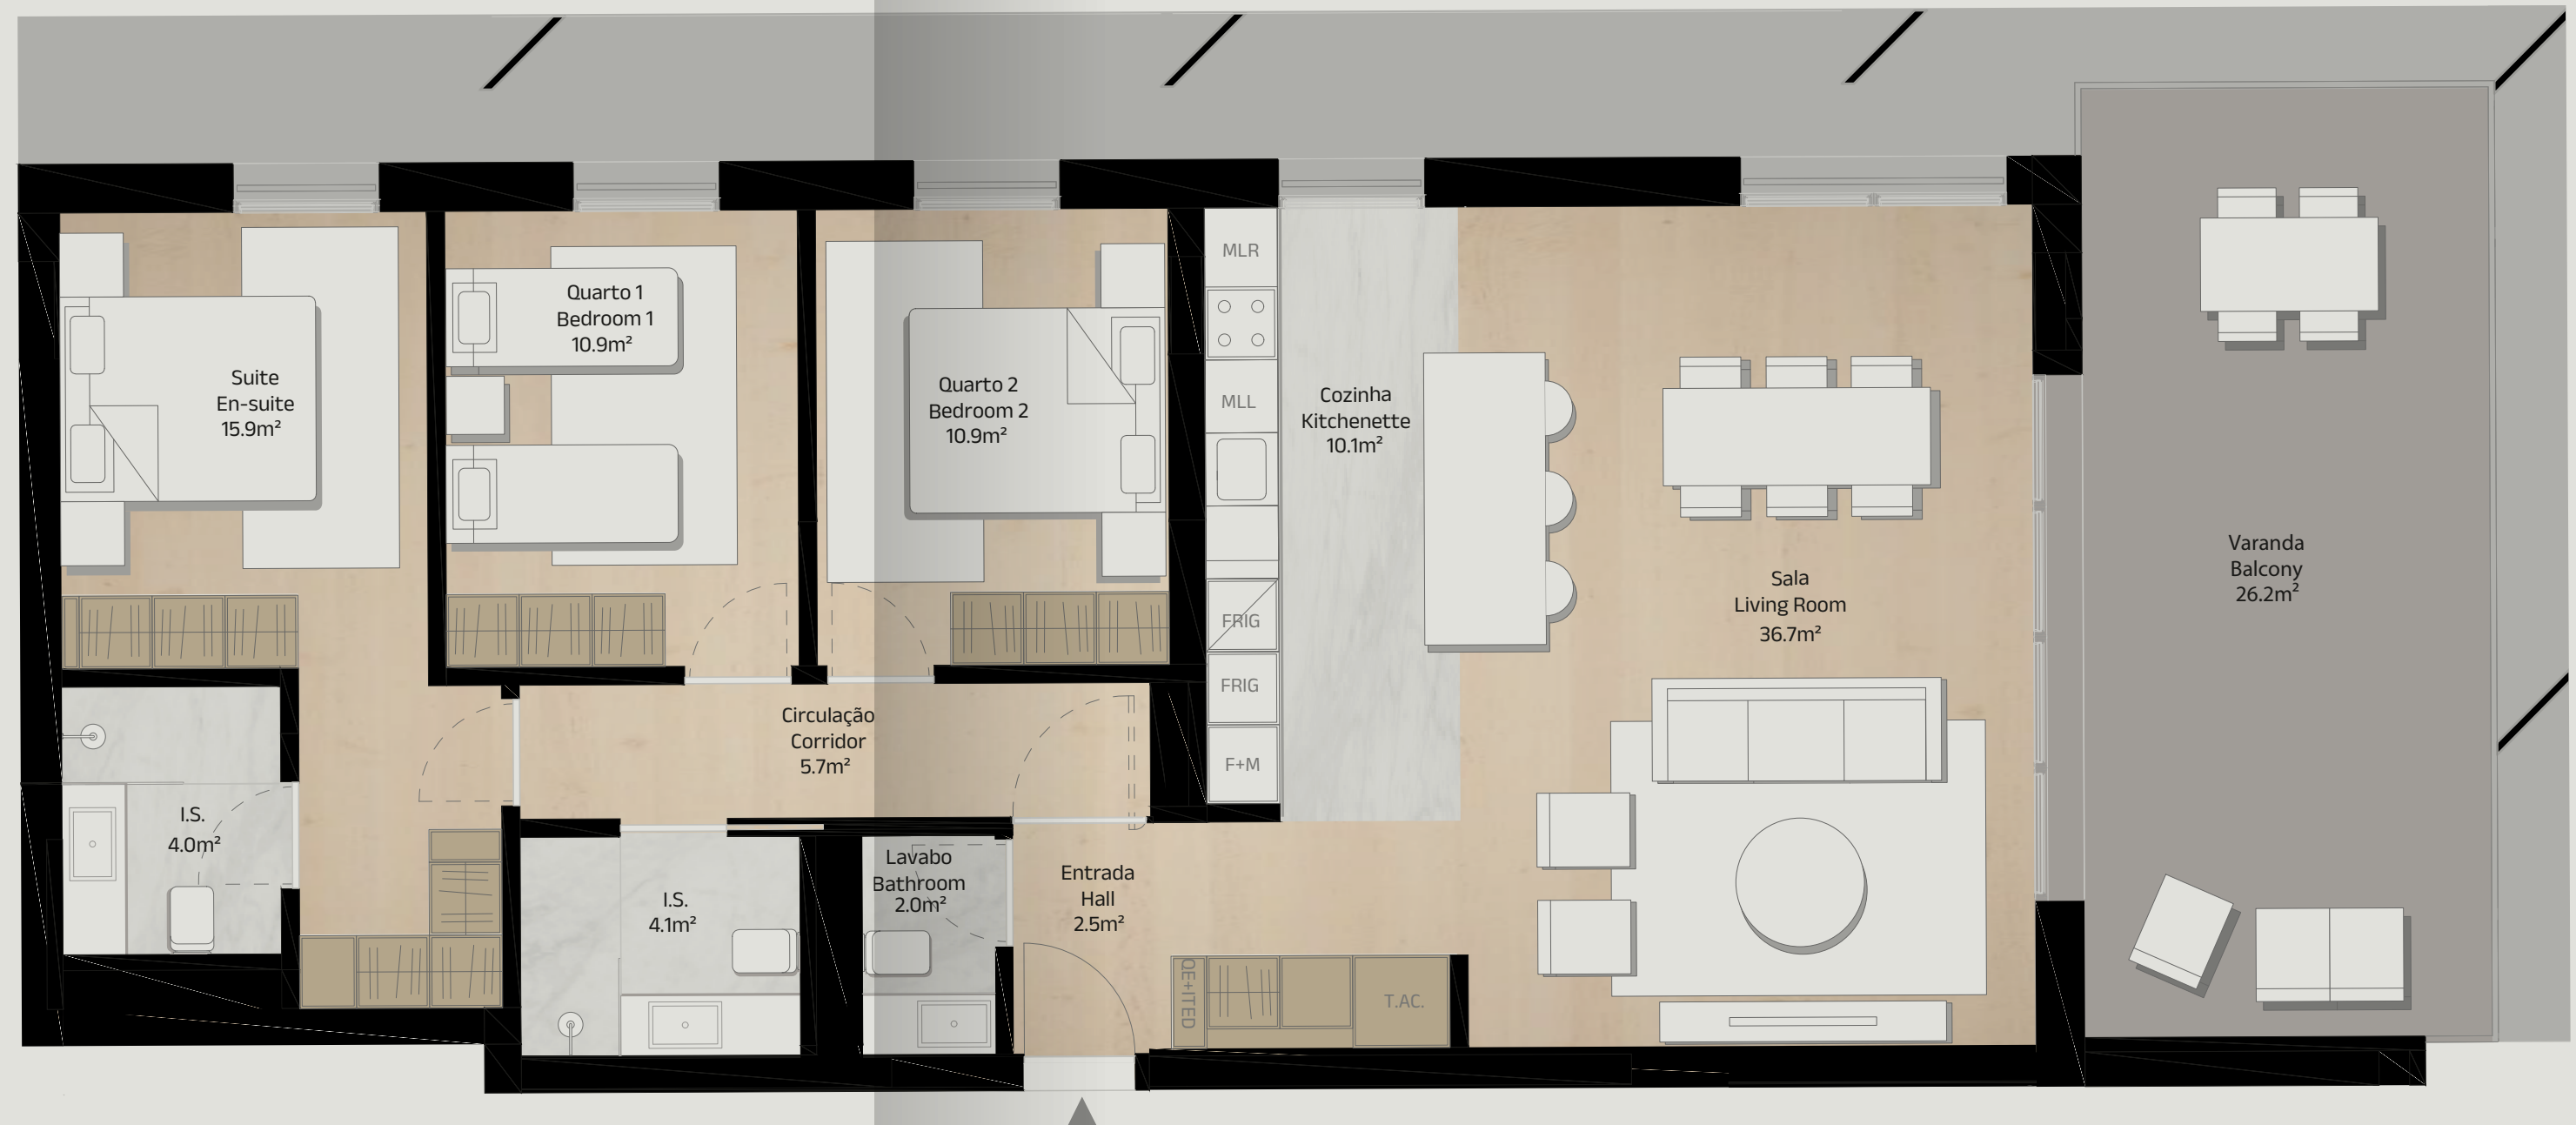 Suite
En-suite
15.9m²
Quarto 1
Bedroom 1
10.9m²
Quarto 2
Bedroom 2
10.9m²
MLR
MLL
FRIG
FRIG
F+M
Cozinha
Kitchenette
10.1m²
Sala
Living Room
36.7m²
Varanda
Balcony
26.2m²
Circulação
Corridor
5.7m²
I.S.
4.0m²
I.S.
4.1m²
Lavabo
Bathroom
2.0m²
Entrada
Hall
2.5m²
QE+ITED
T.AC.